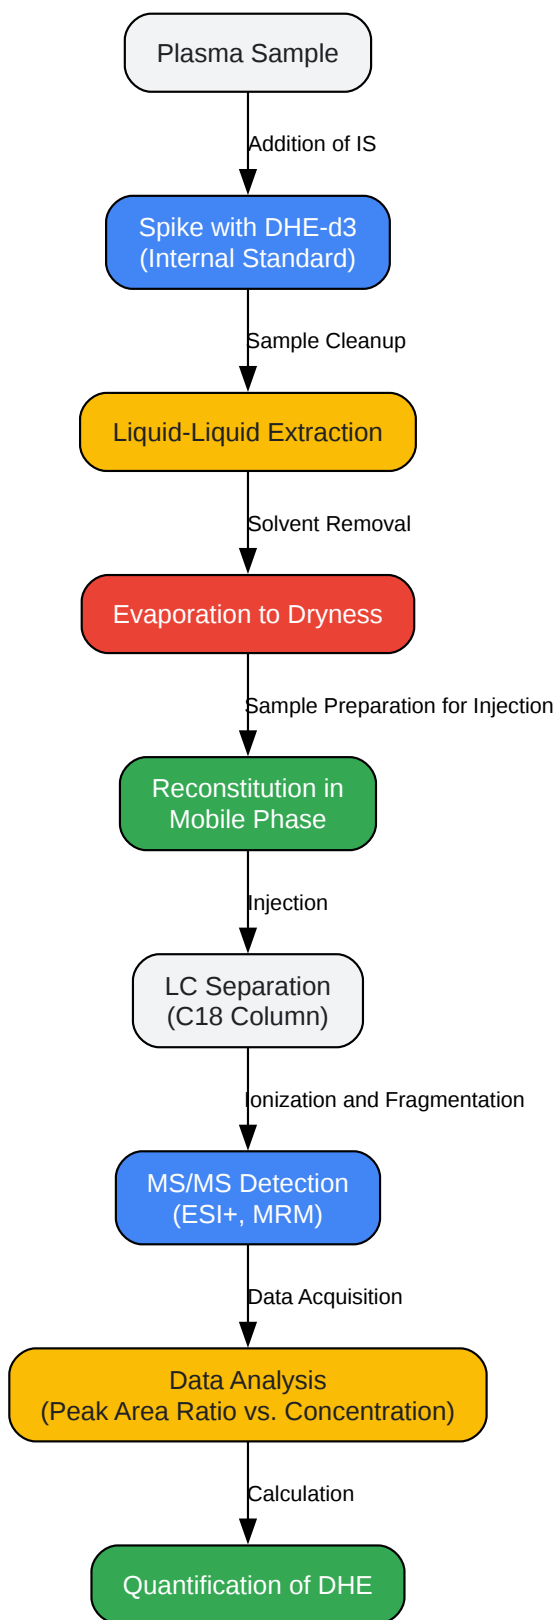 Plasma Sample
Addition of IS
Spike with DHE-d3
(Internal Standard)
Sample Cleanup
Liquid-Liquid Extraction
Solvent Removal
Evaporation to Dryness
Sample Preparation for Injection
Reconstitution in
Mobile Phase
Injection
LC Separation
(C18 Column)
Ionization and Fragmentation
MS/MS Detection
(ESI+, MRM)
Data Acquisition
Data Analysis
(Peak Area Ratio vs. Concentration)
Calculation
Quantification of DHE